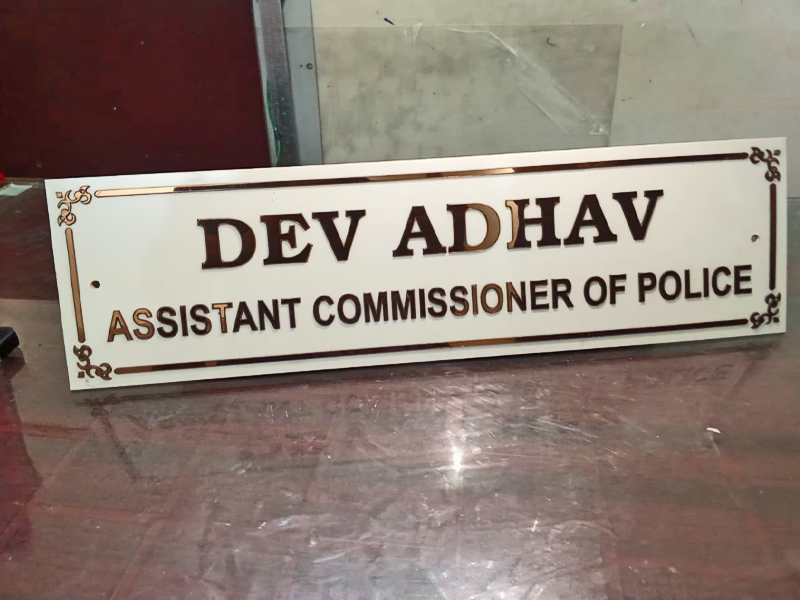 DEV ADHAV
ASSISTANT COMMISSIONER OF POLICE